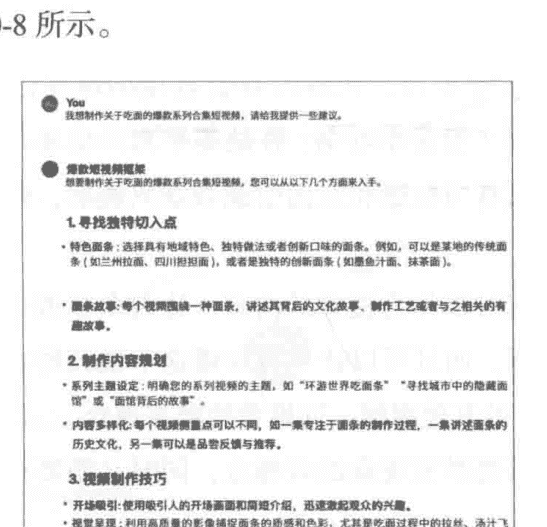 -8 所示。
You
我想制作关于吃面的爆款系列合集短视频，请给我提供一些建议。
爆款短视频框架
想要制作关于吃面的爆款系列合集短视频，您可以从以下几个方面来入手。
1. 寻找独特切入点
• 特色面条：选择具有地域特色、独特做法或者创新口味的面条。例如，可以是某地的传统面
条（如兰州拉面、四川担担面），或者是独特的创新面条（如墨鱼汁面、抹茶面）。
• 面条故事：每个视频围绕一种面条，讲述其背后的文化故事、制作工艺或者与之相关的有
趣故事。
2. 制作内容规划
• 系列主题设定：明确您的系列视频的主题，如“环游世界吃面条”“寻找城市中的隐藏面
馆”或“面馆背后的故事”。
• 内容多样化：每个视频侧重点可以不同，如一集专注于面条的制作过程，一集讲述面条的
历史文化，另一集可以是品尝反馈与推荐。
3. 视频制作技巧
• 开场吸引：使用吸引人的开场画面和简短介绍，迅速激起观众的兴趣。
• 视觉呈现：利用高质量的影像捕捉面条的质感和色彩，尤其是吃面过程中的拉丝、汤汁飞